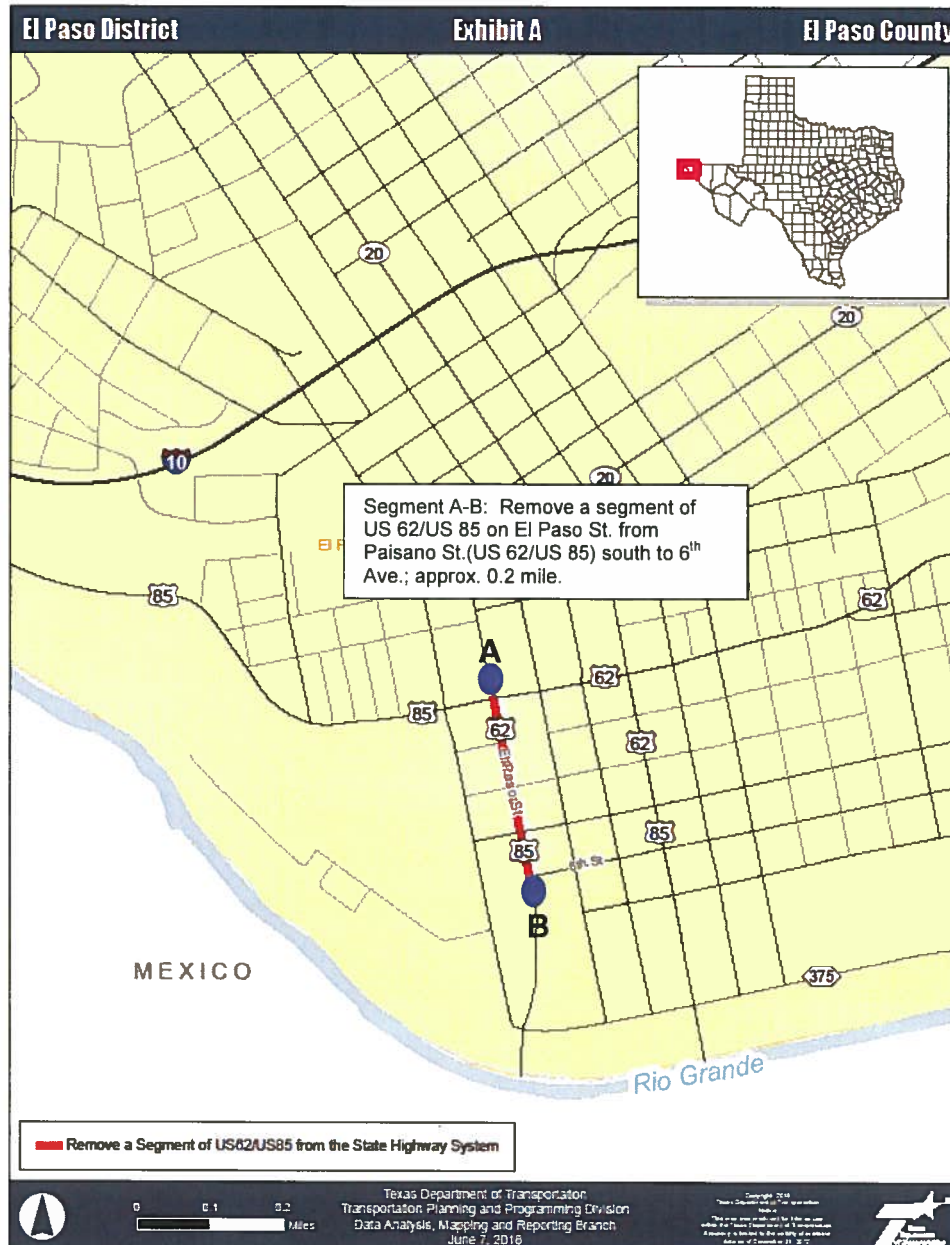 El Paso District Exhibit A El Paso County
20
20
10
20
Segment A-B: Remove a segment of
US 62/US 85 on El Paso St. from
Paisano St.(US 62/US 85) south to 6th
Ave.; approx. 0.2 mile.
El P
85
62
A
62
85
62
62
El Paso St
85
85
6th St
B
MEXICO
375
Rio Grande
Remove a Segment of US62/US85 from the State Highway System
0 0.1 0.2
Miles
Texas Department of Transportation
Transportation Planning and Programming Division
Data Analysis, Mapping and Reporting Branch
June 7, 2016